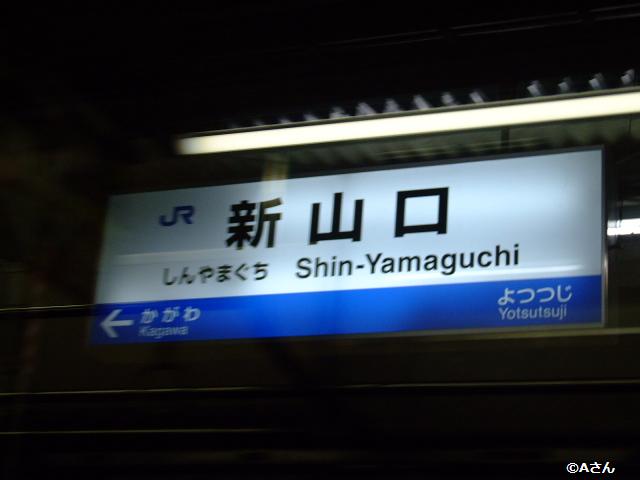 JR 新山口
しんやまぐち Shin-Yamaguchi
← かがわ よつつじ
Kagawa Yotsutsuji
©Aさん